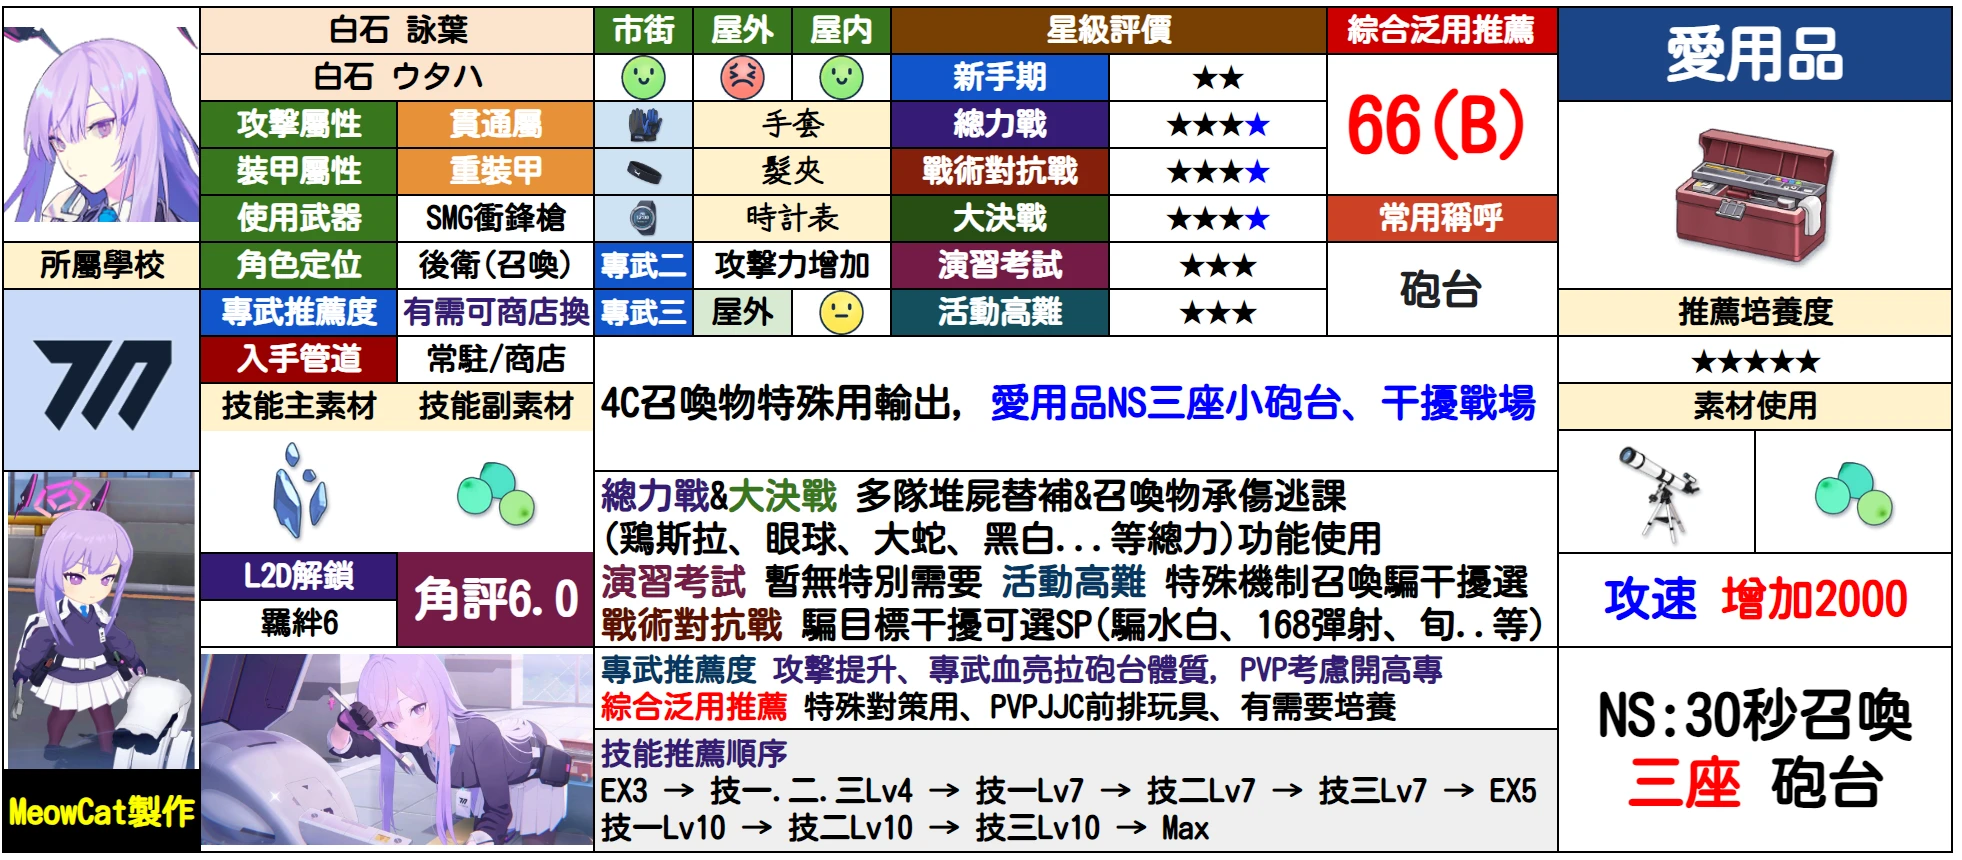 白石 詠葉
白石 ウタハ
攻擊屬性 貫通屬
裝甲屬性 重裝甲
使用武器 SMG衝鋒槍
所屬學校
角色定位 後衛(召喚)
專武推薦度 有需可商店換
入手管道 常駐/商店
技能主素材 技能副素材
L2D解鎖
羈絆6
角評6.0
MeowCat製作
市街 屋外 屋内
手套
髮夾
時計表
專武二 攻擊力增加
專武三 屋外
星級評價
新手期 ★★
總力戰 ★★★★
戰術對抗戰 ★★★★
大決戰 ★★★★
演習考試 ★★★
活動高難 ★★★
綜合泛用推薦
66(B)
常用稱呼
砲台
4C召喚物特殊用輸出, 愛用品NS三座小砲台、干擾戰場
總力戰&大決戰 多隊堆屍替補&召喚物承傷逃課
(鶏斯拉、眼球、大蛇、黑白...等總力)功能使用
演習考試 暫無特別需要 活動高難 特殊機制召喚騙干擾選
戰術對抗戰 騙目標干擾可選SP(騙水白、168彈射、旬..等)
專武推薦度 攻擊提升、專武血亮拉砲台體質, PVP考慮開高專
綜合泛用推薦 特殊對策用、PVPJJC前排玩具、有需要培養
技能推薦順序
EX3 → 技一.二.三Lv4 → 技一Lv7 → 技二Lv7 → 技三Lv7 → EX5
技一Lv10 → 技二Lv10 → 技三Lv10 → Max
愛用品
推薦培養度
★★★★★
素材使用
攻速 增加2000
NS:30秒召喚
三座 砲台